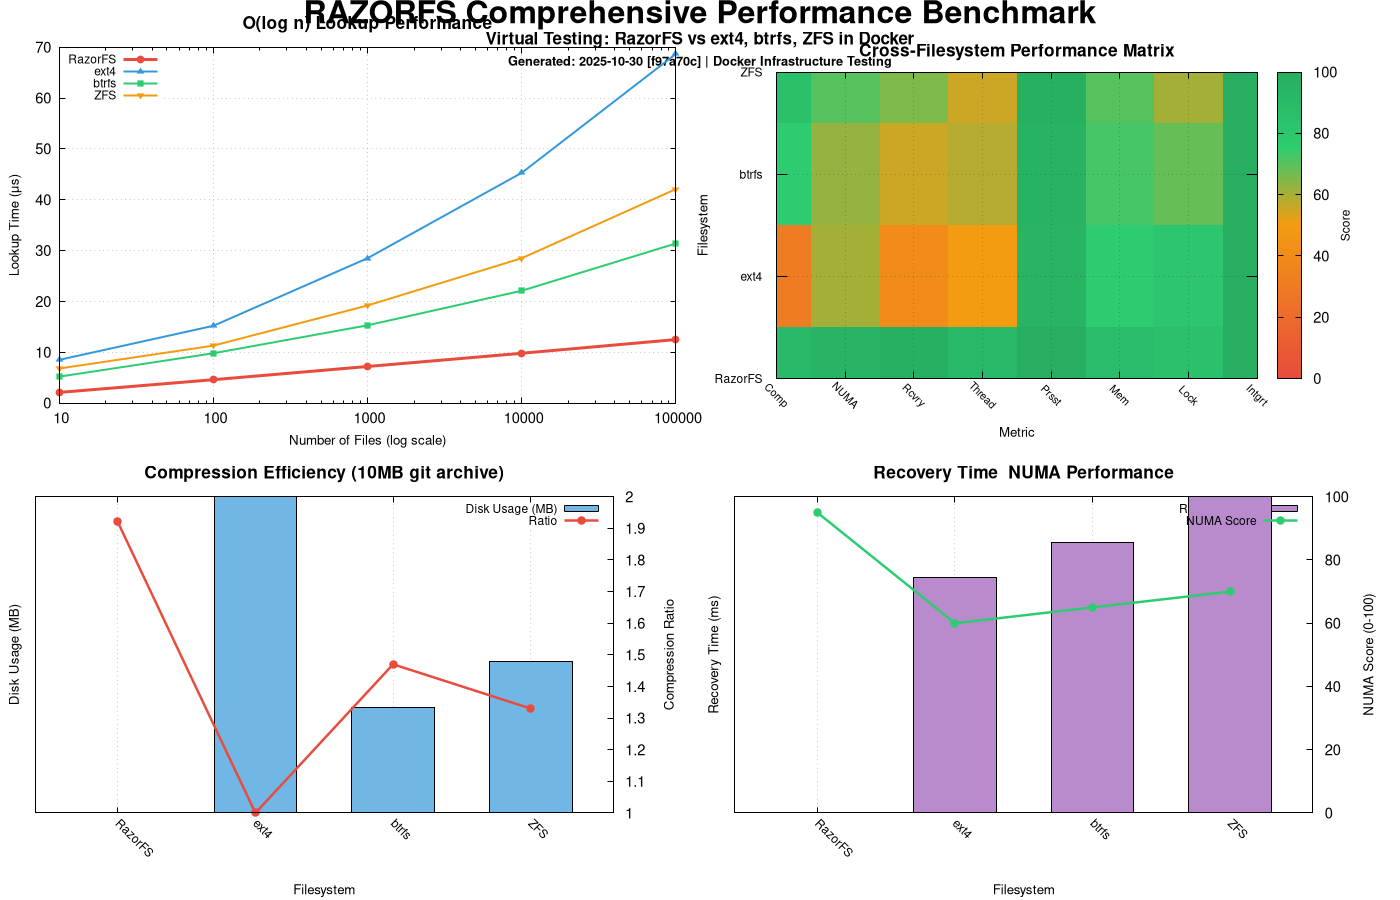 RAZORFS Comprehensive Performance Benchmark
Virtual Testing: RazorFS vs ext4, btrfs, ZFS in Docker
Generated: 2025-10-30 [f97a70c] | Docker Infrastructure Testing
O(log n) Lookup Performance
RazorFS
ext4
btrfs
ZFS
Lookup Time (µs)
70
60
50
40
30
20
10
0
10 100 1000 10000 100000
Number of Files (log scale)
Cross-Filesystem Performance Matrix
Filesystem
ZFS
btrfs
ext4
RazorFS
Comp NUMA Rcvry Thread Prsst Mem Lock Intgrt
Metric
100
80
60
40
20
0
Score
Compression Efficiency (10MB git archive)
Disk Usage (MB)
Ratio
Disk Usage (MB)
2
1.9
1.8
1.7
1.6
1.5
1.4
1.3
1.2
1.1
1
Compression Ratio
RazorFS ext4 btrfs ZFS
Filesystem
Recovery Time NUMA Performance
R
NUMA Score
Recovery Time (ms)
100
80
60
40
20
0
NUMA Score (0-100)
RazorFS ext4 btrfs ZFS
Filesystem